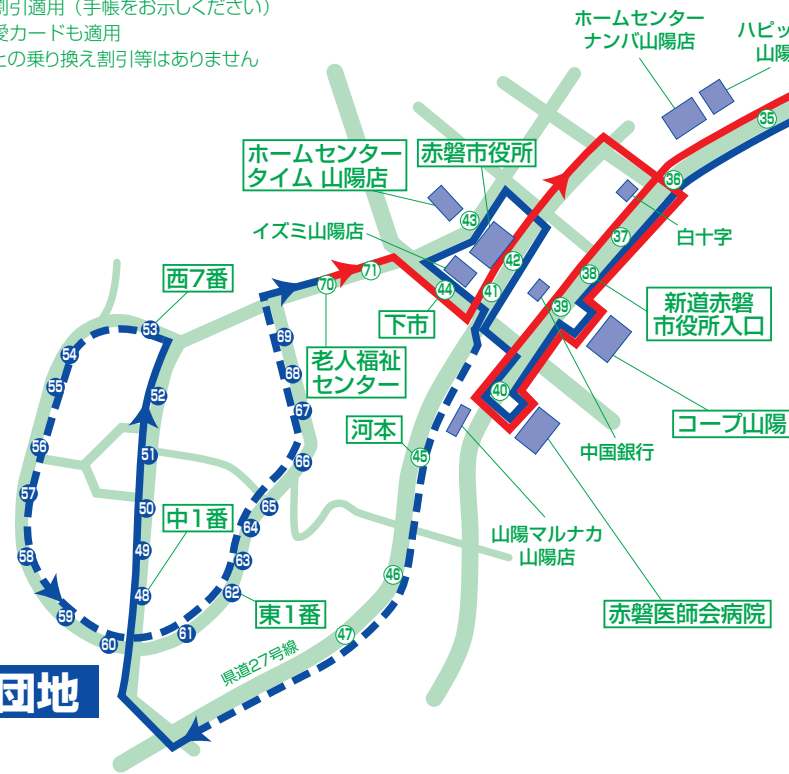 割引適用（手帳をお示しください）
愛カードも適用
との乗り換え割引等はありません
ホームセンター
ナンバ山陽店
ハピッ
山陽
35
36
白十字
37
38
39
40
新道赤磐
市役所入口
コープ山陽
中国銀行
赤磐医師会病院
山陽マルナカ
山陽店
ホームセンター
タイム 山陽店
赤磐市役所
イズミ山陽店
43
42
41
44
下市
70
71
老人福祉
センター
河本
45
46
47
県道27号線
西7番
53
54
55
56
57
58
59
60
61
62
63
64
65
66
67
68
69
52
51
50
49
48
中1番
東1番
団地